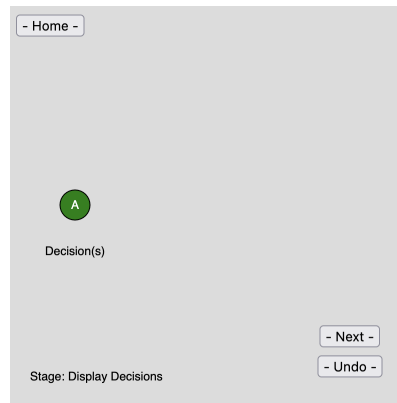 - Home -
A
Decision(s)
- Next -
- Undo -
Stage: Display Decisions